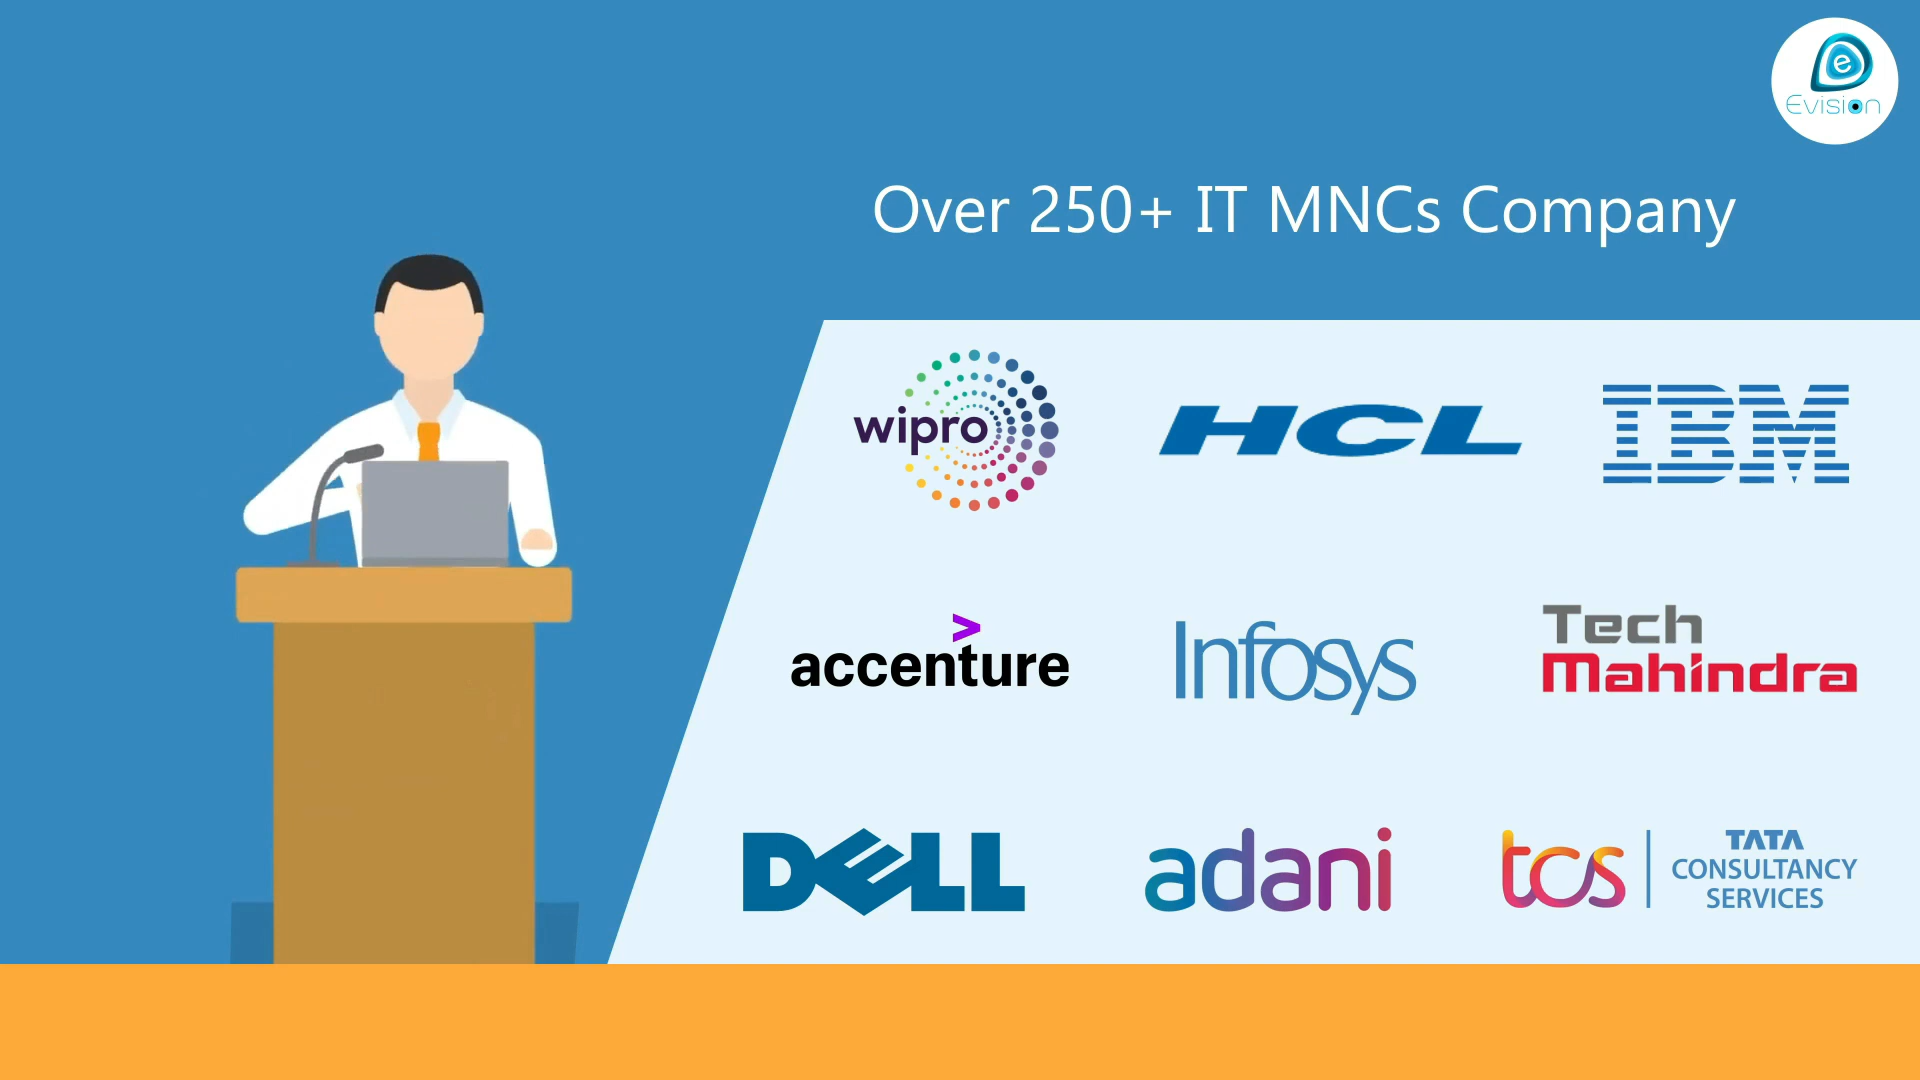 e
Evision
Over 250+ IT MNCs Company
wipro
HCL
IBM
>
accenture
Infosys
Tech
Mahindra
DELL
adani
tcs
TATA
CONSULTANCY
SERVICES